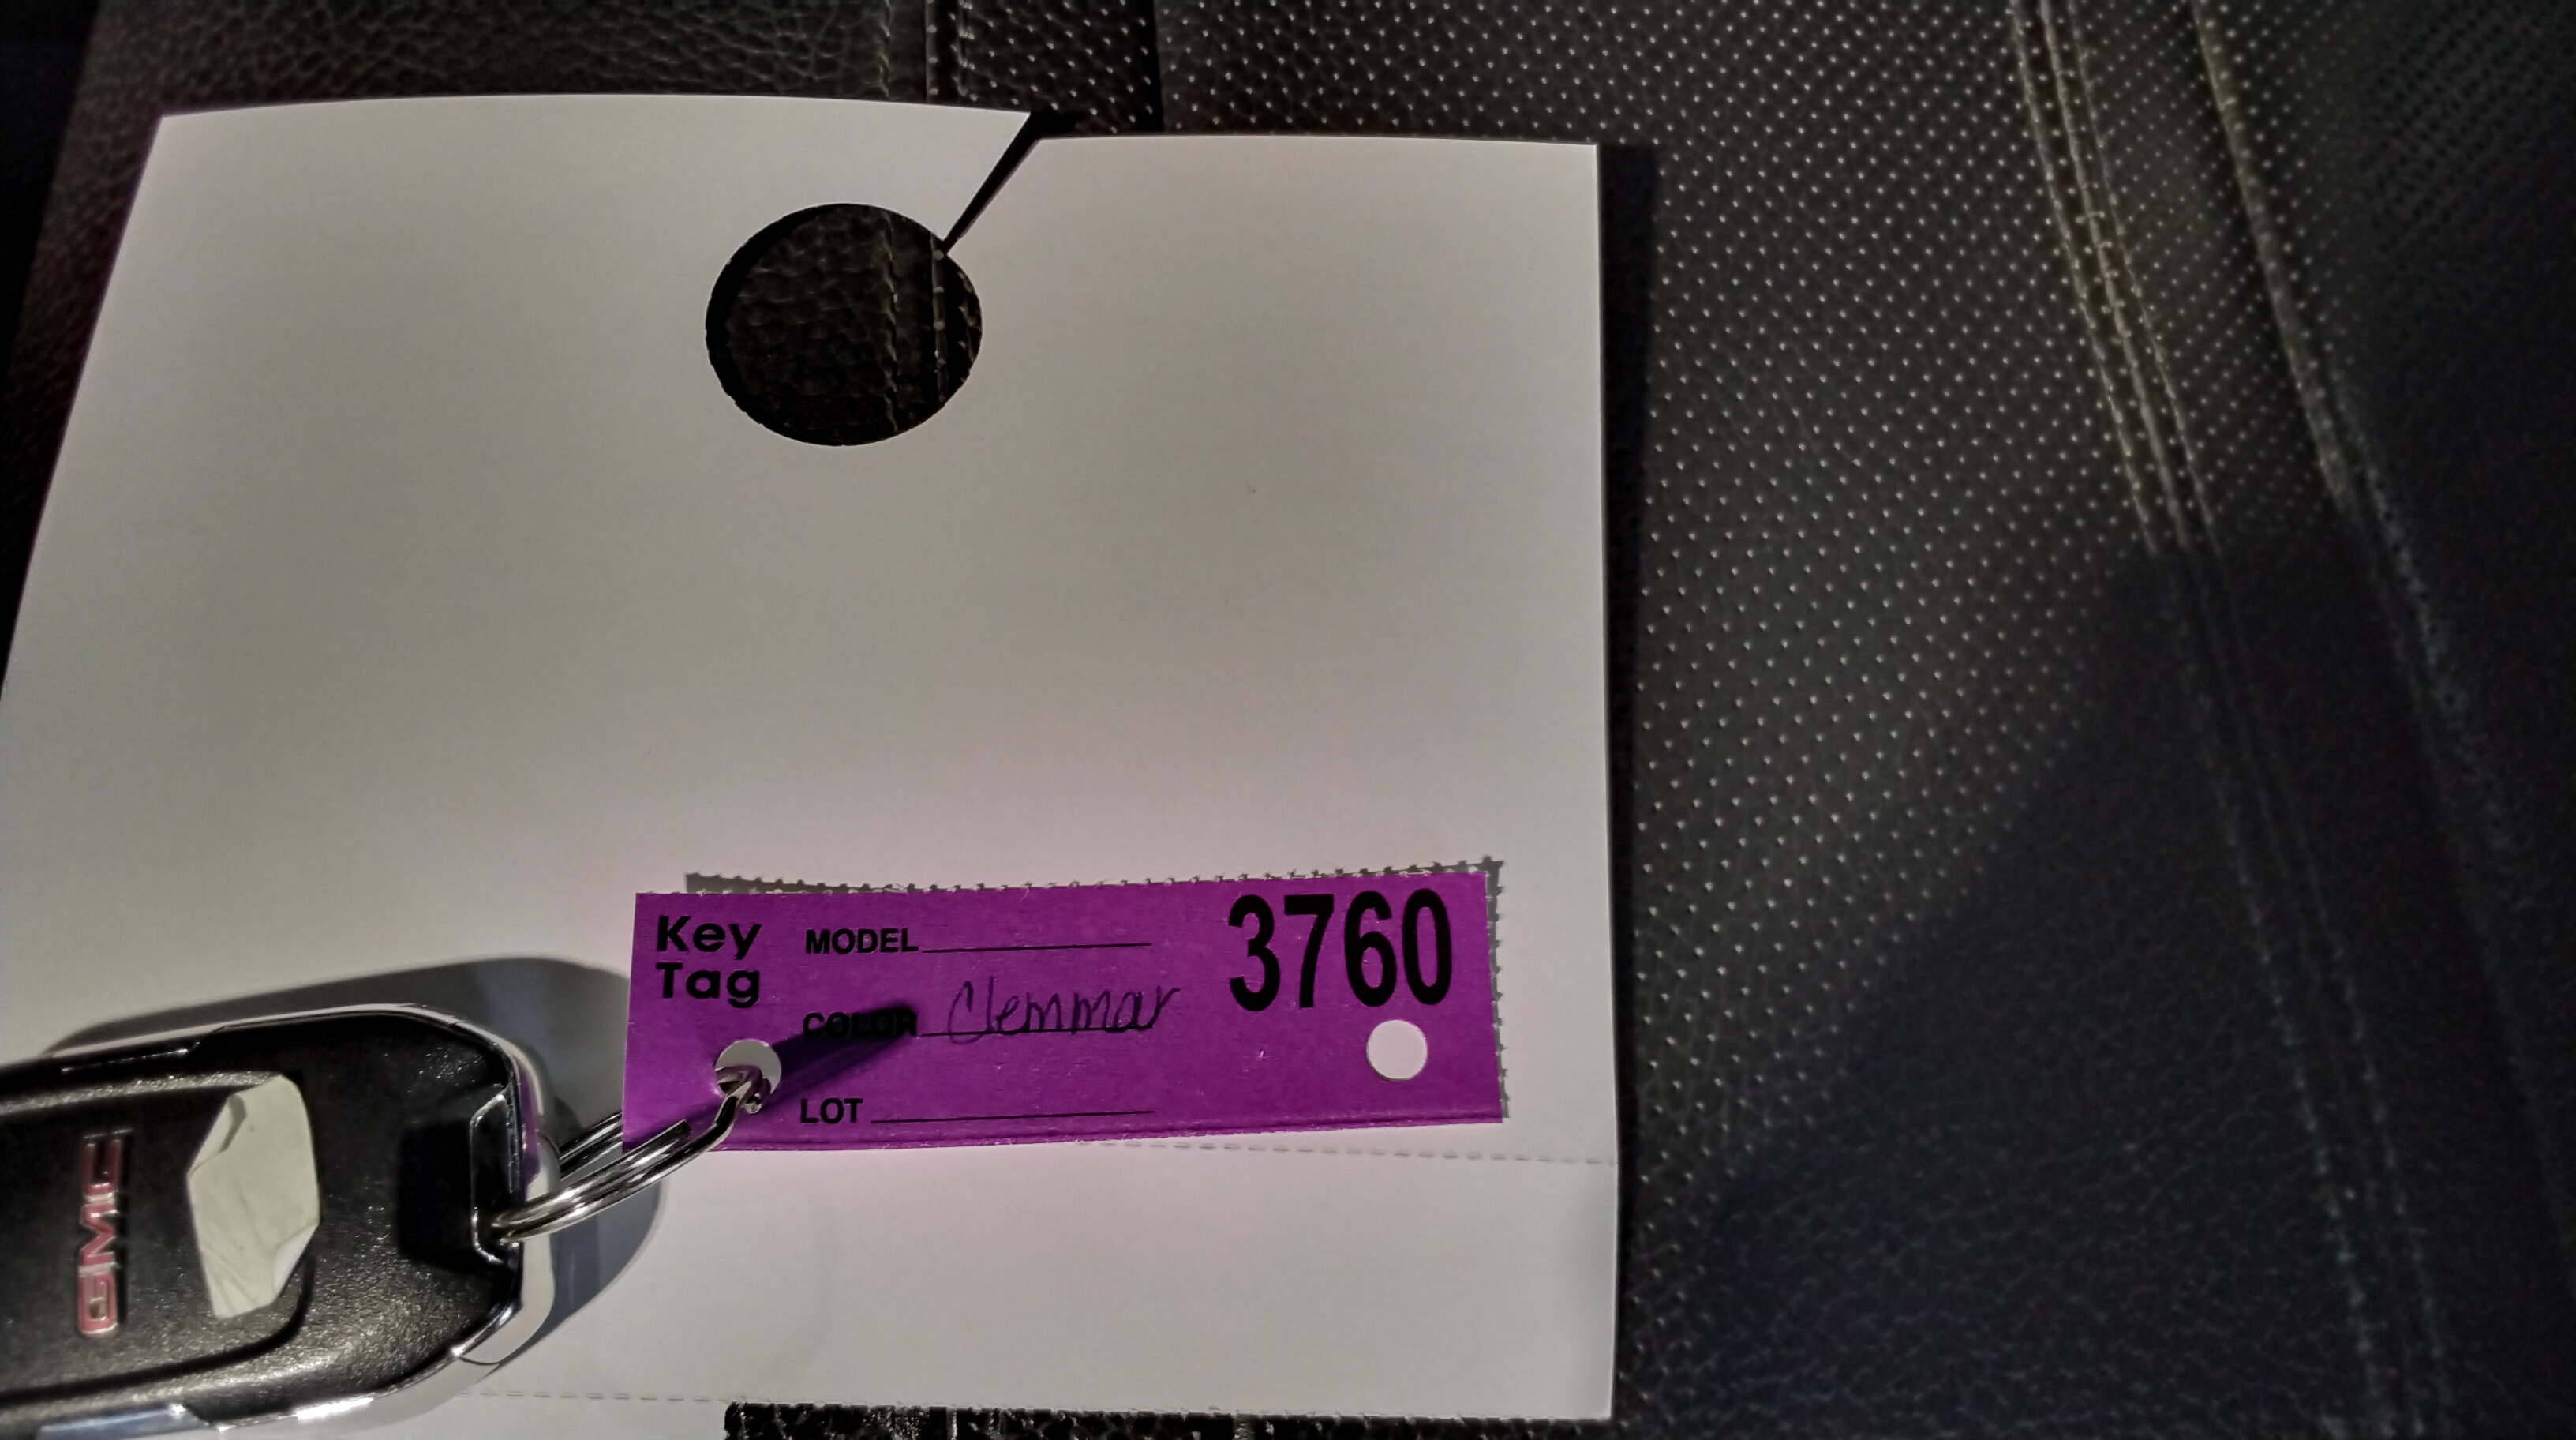 Key Tag
MODEL
3760
COLOR Clemmar
LOT
GMC